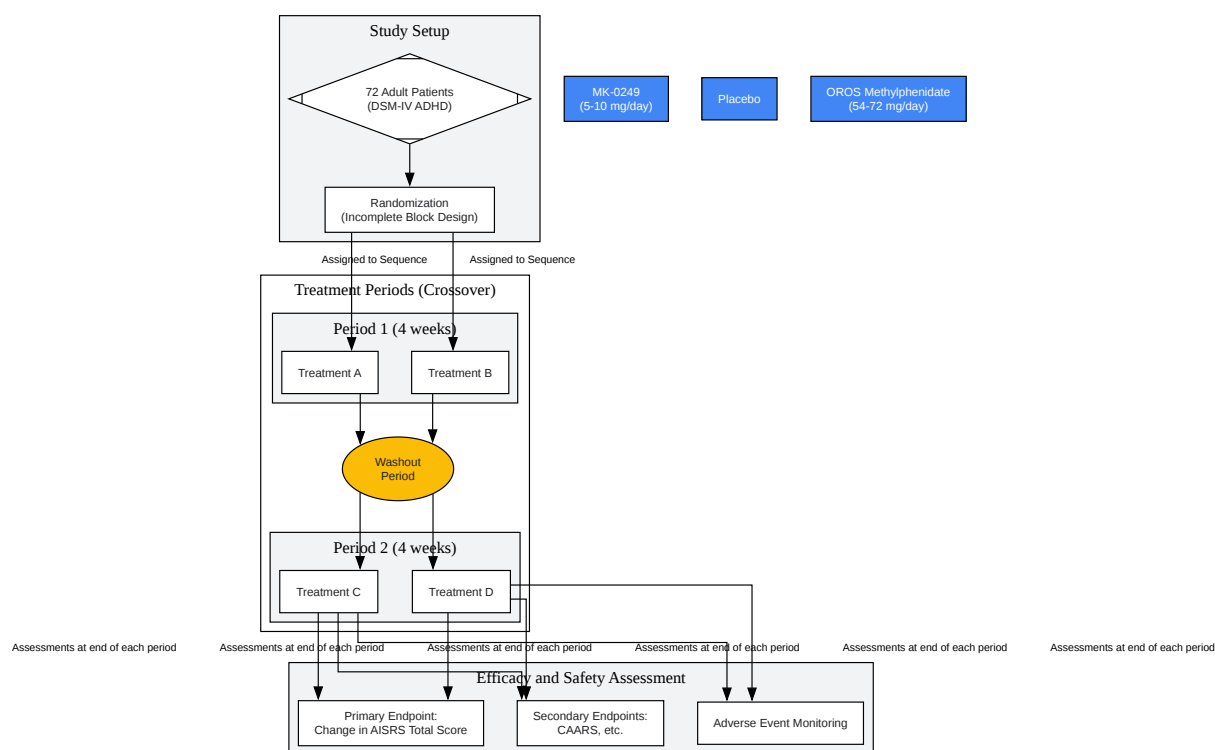 Study Setup
72 Adult Patients
(DSM-IV ADHD)
MK-0249
(5-10 mg/day)
Placebo
OROS Methylphenidate
(54-72 mg/day)
Randomization
(Incomplete Block Design)
Assigned to Sequence
Assigned to Sequence
Treatment Periods (Crossover)
Period 1 (4 weeks)
Treatment A
Treatment B
Washout
Period
Period 2 (4 weeks)
Treatment C
Treatment D
Assessments at end of each period
Assessments at end of each period
Assessments at end of each period
Assessments at end of each period
Assessments at end of each period
Assessments at end of each period
Efficacy and Safety Assessment
Primary Endpoint:
Change in AISRS Total Score
Secondary Endpoints:
CAARS, etc.
Adverse Event Monitoring